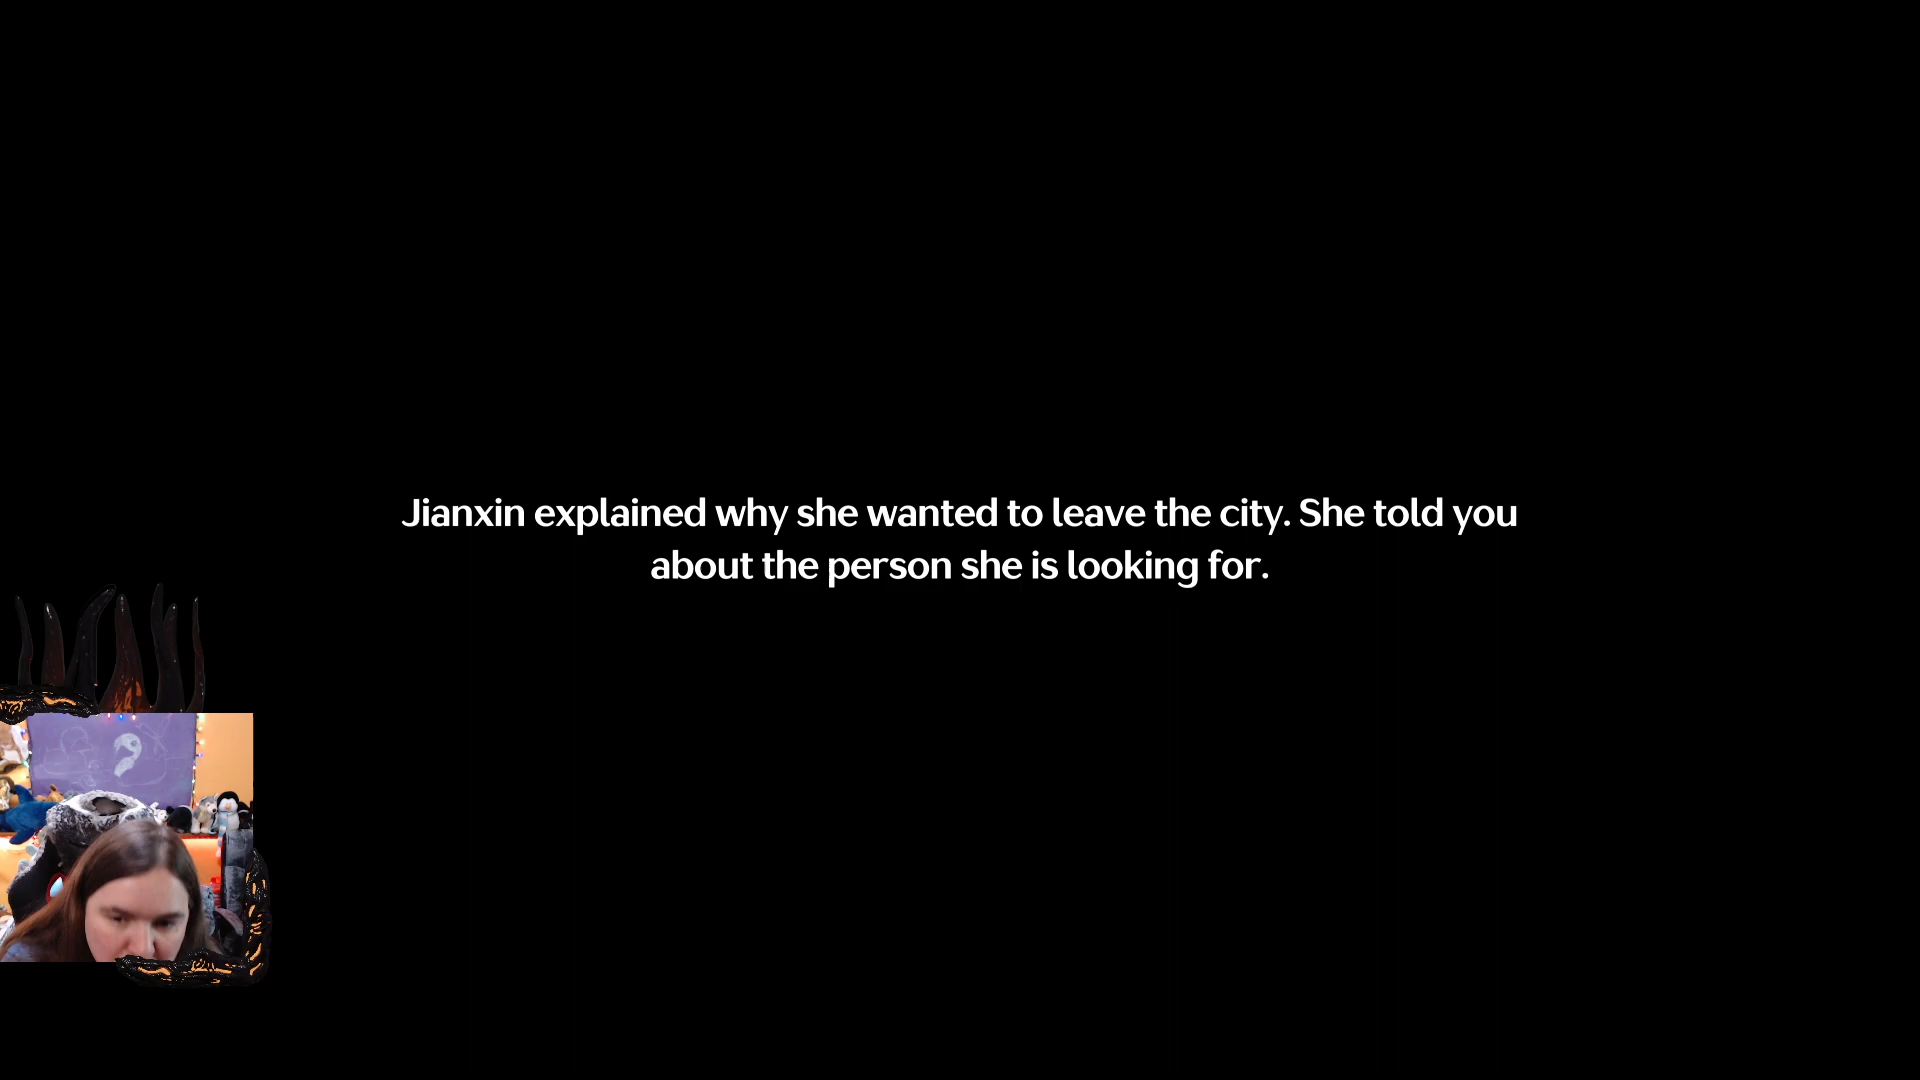 Jianxin explained why she wanted to leave the city. She told you
about the person she is looking for.